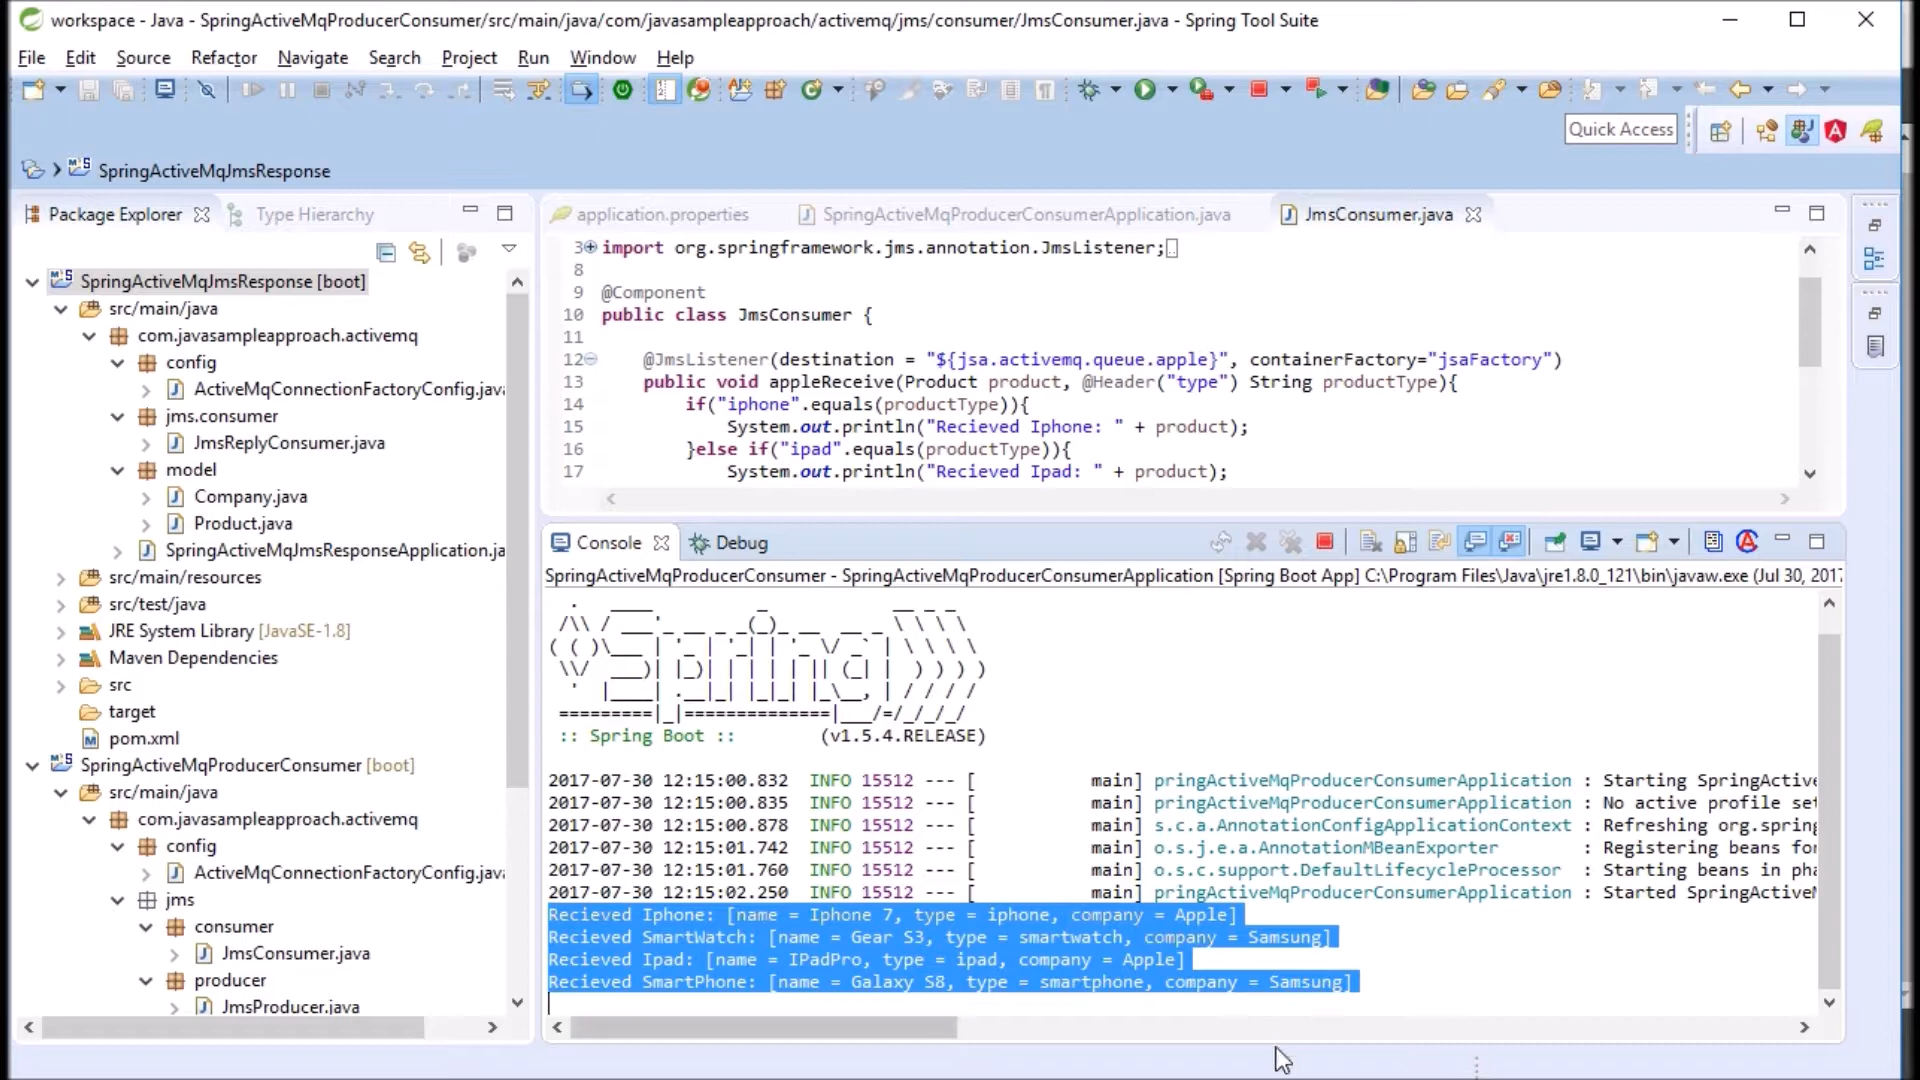 workspace - Java - SpringActiveMqProducerConsumer/src/main/java/com/javasampleapproach/activemq/jms/consumer/JmsConsumer.java - Spring Tool Suite
File Edit Source Refactor Navigate Search Project Run Window Help
Quick Access
SpringActiveMqJmsResponse
Package Explorer Type Hierarchy
SpringActiveMqJmsResponse [boot]
src/main/java
com.javasampleapproach.activemq
config
ActiveMqConnectionFactoryConfig.java
jms.consumer
JmsReplyConsumer.java
model
Company.java
Product.java
SpringActiveMqJmsResponseApplication.ja
src/main/resources
src/test/java
JRE System Library [JavaSE-1.8]
Maven Dependencies
src
target
pom.xml
SpringActiveMqProducerConsumer [boot]
src/main/java
com.javasampleapproach.activemq
config
ActiveMqConnectionFactoryConfig.java
jms
consumer
JmsConsumer.java
producer
JmsProducer.java
application.properties SpringActiveMqProducerConsumerApplication.java JmsConsumer.java
3 import org.springframework.jms.annotation.JmsListener;
8
9 @Component
10 public class JmsConsumer {
11
12 @JmsListener(destination = "${jsa.activemq.queue.apple}", containerFactory="jsaFactory")
13 public void appleReceive(Product product, @Header("type") String productType){
14 if("iphone".equals(productType)){
15 System.out.println("Recieved Iphone: " + product);
16 }else if("ipad".equals(productType)){
17 System.out.println("Recieved Ipad: " + product);
Console Debug
SpringActiveMqProducerConsumer - SpringActiveMqProducerConsumerApplication [Spring Boot App] C:\Program Files\Java\jre1.8.0_121\bin\javaw.exe (Jul 30, 2017
Spring
:: Spring Boot :: (v1.5.4.RELEASE)
2017-07-30 12:15:00.832 INFO 15512 --- [ main] pringActiveMqProducerConsumerApplication : Starting SpringActive
2017-07-30 12:15:00.835 INFO 15512 --- [ main] pringActiveMqProducerConsumerApplication : No active profile set
2017-07-30 12:15:00.878 INFO 15512 --- [ main] s.c.a.AnnotationConfigApplicationContext : Refreshing org.spring
2017-07-30 12:15:01.742 INFO 15512 --- [ main] o.s.j.e.a.AnnotationMBeanExporter : Registering beans for
2017-07-30 12:15:01.760 INFO 15512 --- [ main] o.s.c.support.DefaultLifecycleProcessor : Starting beans in pha
2017-07-30 12:15:02.250 INFO 15512 --- [ main] pringActiveMqProducerConsumerApplication : Started SpringActiveM
Recieved Iphone: [name = Iphone 7, type = iphone, company = Apple]
Recieved SmartWatch: [name = Gear S3, type = smartwatch, company = Samsung]
Recieved Ipad: [name = IPadPro, type = ipad, company = Apple]
Recieved SmartPhone: [name = Galaxy S8, type = smartphone, company = Samsung]